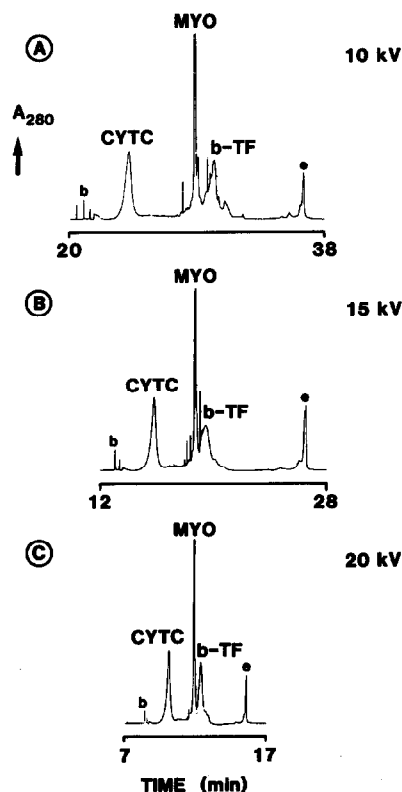 A
10 kV
MYO
A280
CYTC
b-TF
b
e
20
38
B
15 kV
MYO
CYTC
b-TF
b
e
12
28
C
20 kV
MYO
CYTC
b-TF
b
e
7
17
TIME (min)